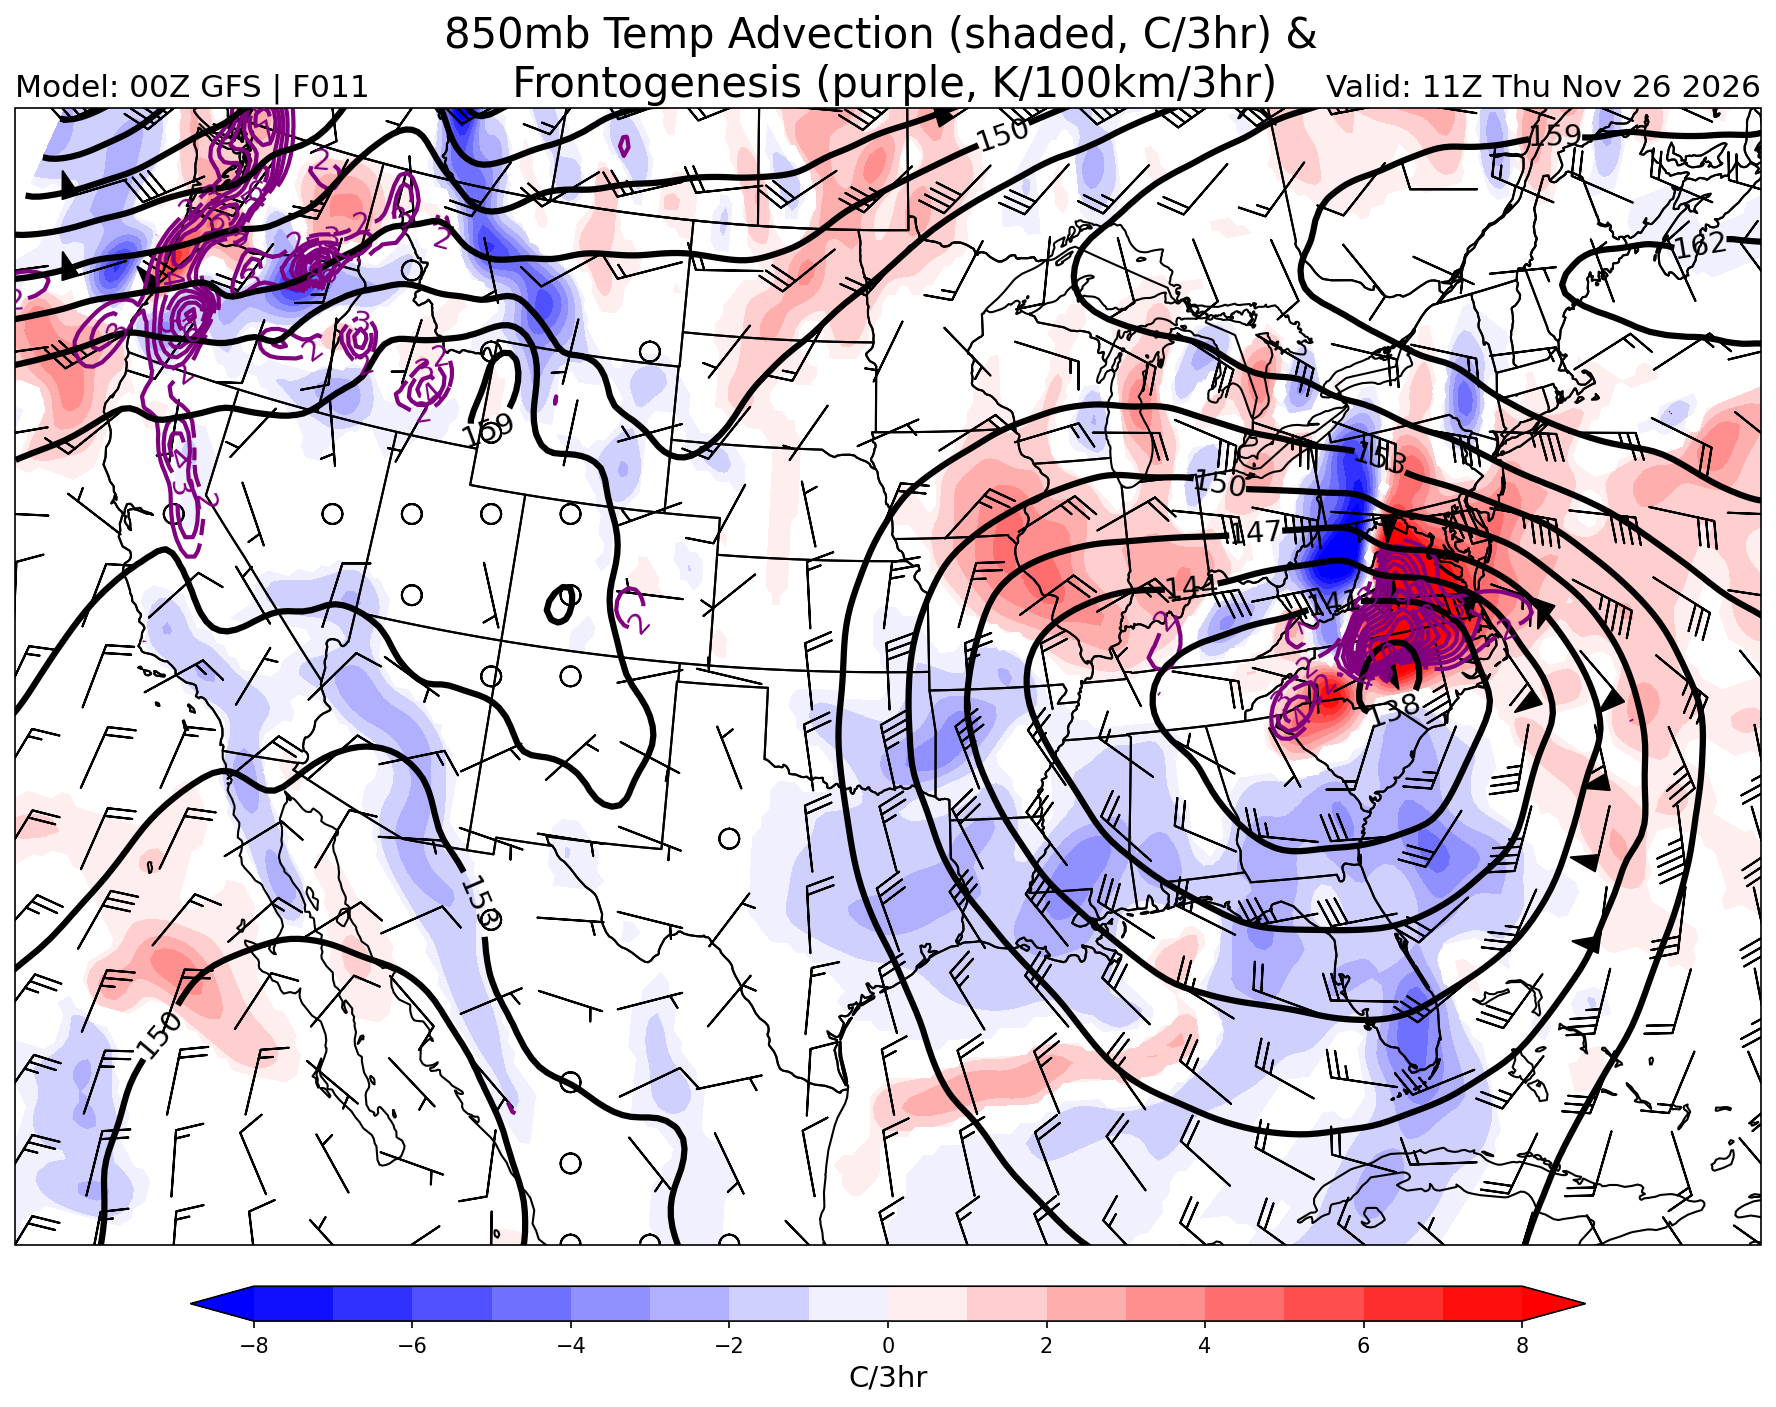 850mb Temp Advection (shaded, C/3hr) &
Frontogenesis (purple, K/100km/3hr)
Model: 00Z GFS | F011
Valid: 11Z Thu Nov 26 2026
150
159
162
159
153
150
147
144
141
138
153
150
−8 −6 −4 −2 0 2 4 6 8
C/3hr